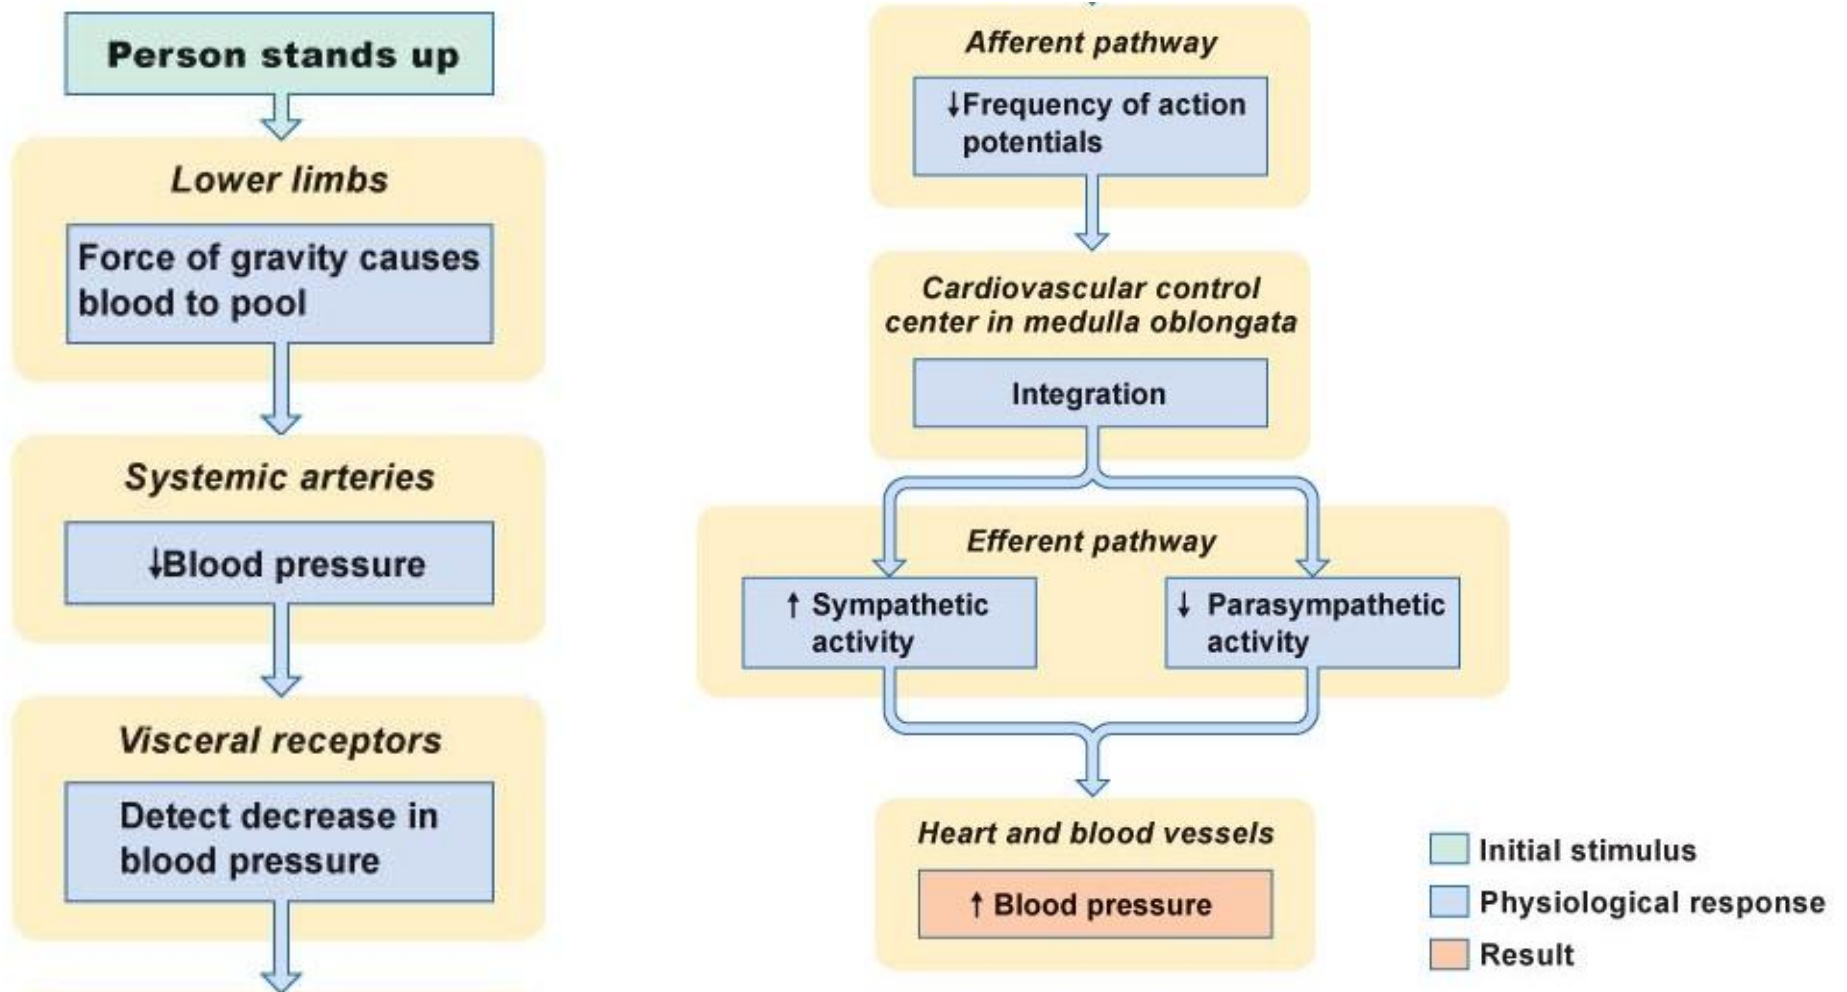 Person stands up
Lower limbs
Force of gravity causes
blood to pool
Systemic arteries
↓Blood pressure
Visceral receptors
Detect decrease in
blood pressure
Afferent pathway
↓Frequency of action
potentials
Cardiovascular control
center in medulla oblongata
Integration
Efferent pathway
↑ Sympathetic
activity
↓ Parasympathetic
activity
Heart and blood vessels
↑ Blood pressure
Initial stimulus
Physiological response
Result